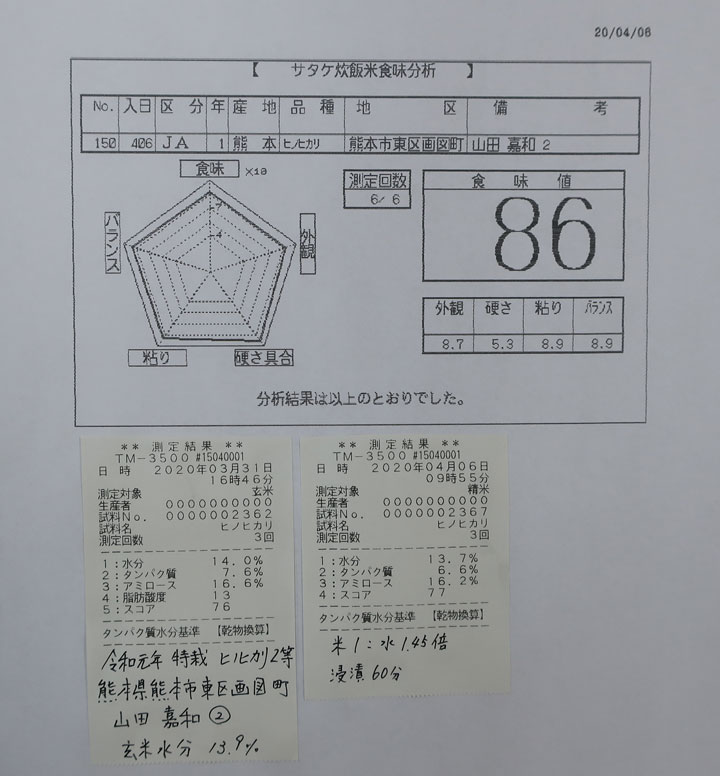 20/04/06
【 サタケ炊飯米食味分析 】
No. 入日 区 分 年 産 地 品 種 地 区 備 考
150 406 JA 1 熊 本 ヒノヒカリ 熊本市東区画図町 山田 嘉和 2
食味 ×10
バランス
外観
粘り
硬さ具合
7
4
測定回数
6/ 6
食 味 値
86
外観 硬さ 粘り バランス
8.7 5.3 8.9 8.9
分析結果は以上のとおりでした。
** 測定結果 **
TM-3500 #15040001
日 時 2020年03月31日
16時46分
測定対象 玄米
生産者 0000000000
試料No. 0000002362
試料名 ヒノヒカリ
測定回数 3回
1:水分 14.0%
2:タンパク質 7.6%
3:アミロース 16.6%
4:脂肪酸度 13
5:スコア 76
タンパク質水分基準 【乾物換算】
令和元年 特栽 ヒノヒカリ2等
熊本県熊本市東区画図町
山田 嘉和 ②
玄米水分 13.9%
** 測定結果 **
TM-3500 #15040001
日 時 2020年04月06日
09時55分
測定対象 精米
生産者 0000000000
試料No. 0000002367
試料名 ヒノヒカリ
測定回数 3回
1:水分 13.7%
2:タンパク質 6.6%
3:アミロース 16.2%
4:スコア 77
タンパク質水分基準 【乾物換算】
米1:水1.45倍
浸漬60分